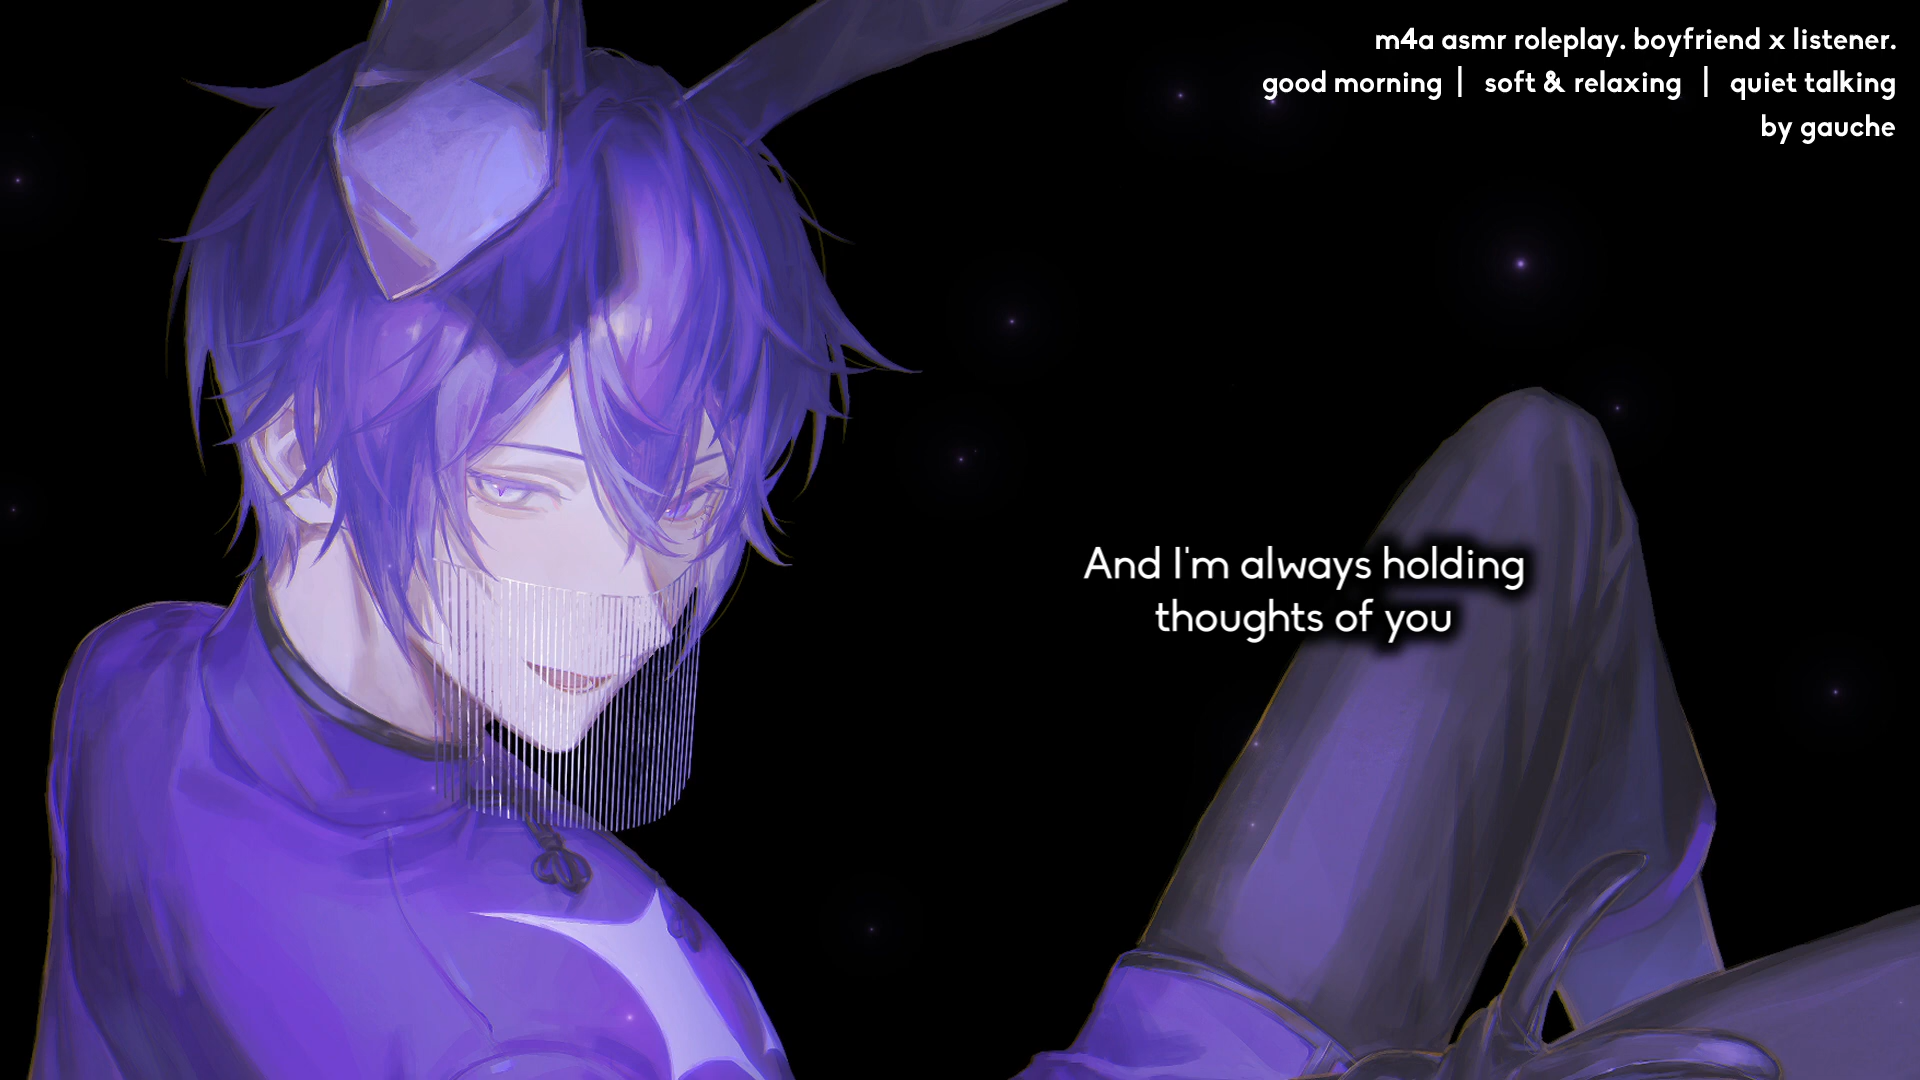 m4a asmr roleplay. boyfriend x listener.
good morning | soft & relaxing | quiet talking
by gauche
And I'm always holding
thoughts of you